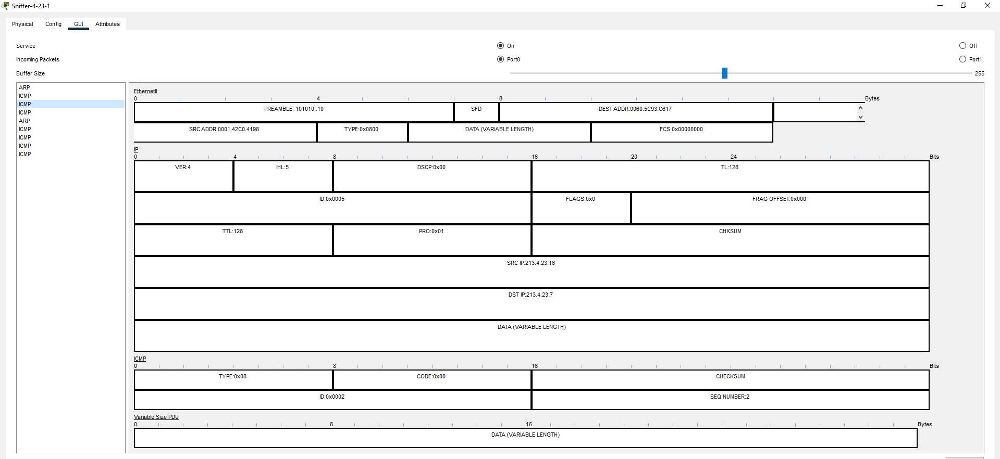 Sniffer-4-23-1
Physical Config GUI Attributes
Service On Off
Incoming Packets Port0 Port1
Buffer Size 255
ARP
ICMP
ICMP
ICMP
ARP
ICMP
ICMP
ICMP
ICMP
EthernetII
0 4 8 Bytes
PREAMBLE: 101010..10 SFD DEST ADDR:0060.5C93.C617
SRC ADDR:0001.42C0.4198 TYPE:0x0800 DATA (VARIABLE LENGTH) FCS:0x00000000
IP
0 4 8 16 20 24 Bits
VER:4 IHL:5 DSCP:0x00 TL:128
ID:0x0005 FLAGS:0x0 FRAG OFFSET:0x000
TTL:128 PRO:0x01 CHKSUM
SRC IP:213.4.23.16
DST IP:213.4.23.7
DATA (VARIABLE LENGTH)
ICMP
0 8 16 Bits
TYPE:0x08 CODE:0x00 CHECKSUM
ID:0x0002 SEQ NUMBER:2
Variable Size PDU
0 8 16 Bytes
DATA (VARIABLE LENGTH)